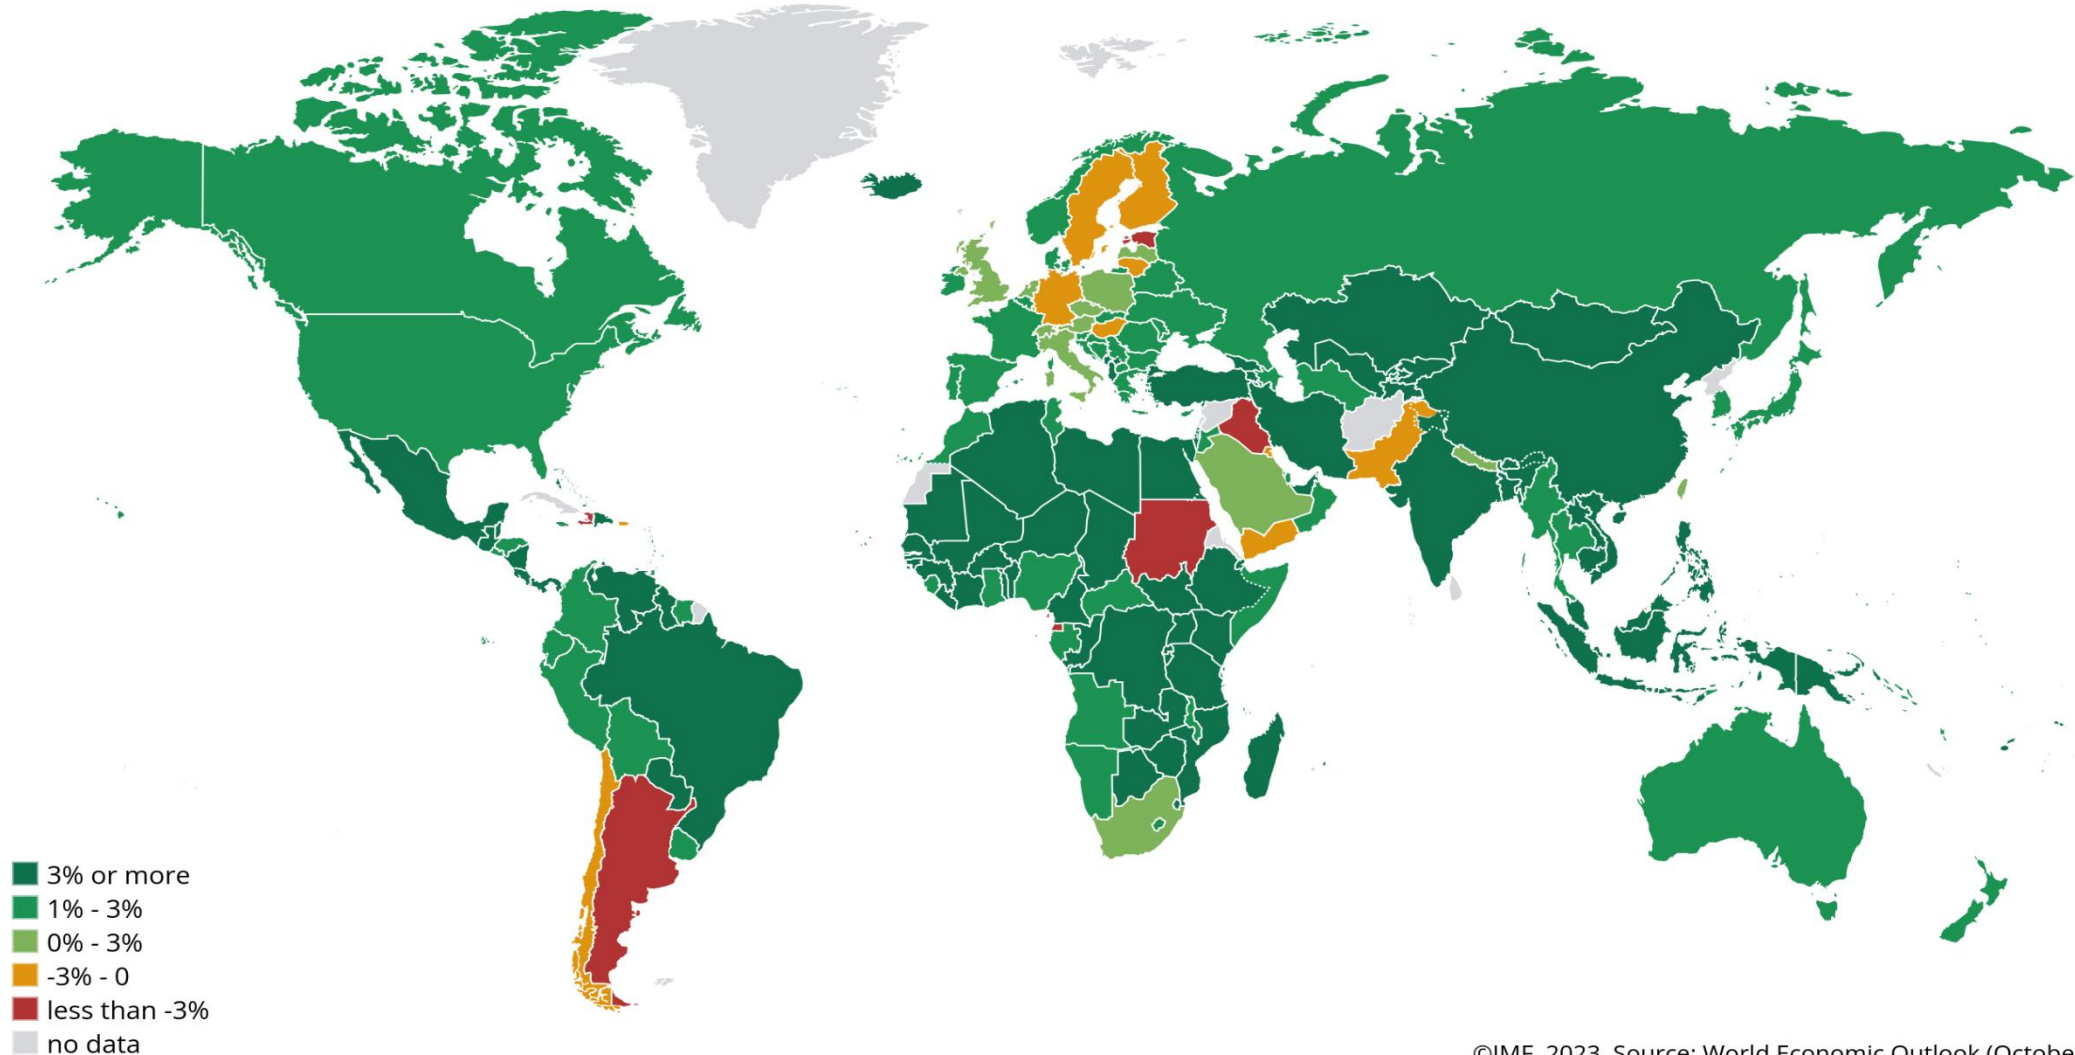 3% or more
1% - 3%
0% - 3%
-3% - 0
less than -3%
no data
©IMF, 2023, Source: World Economic Outlook (Octobe